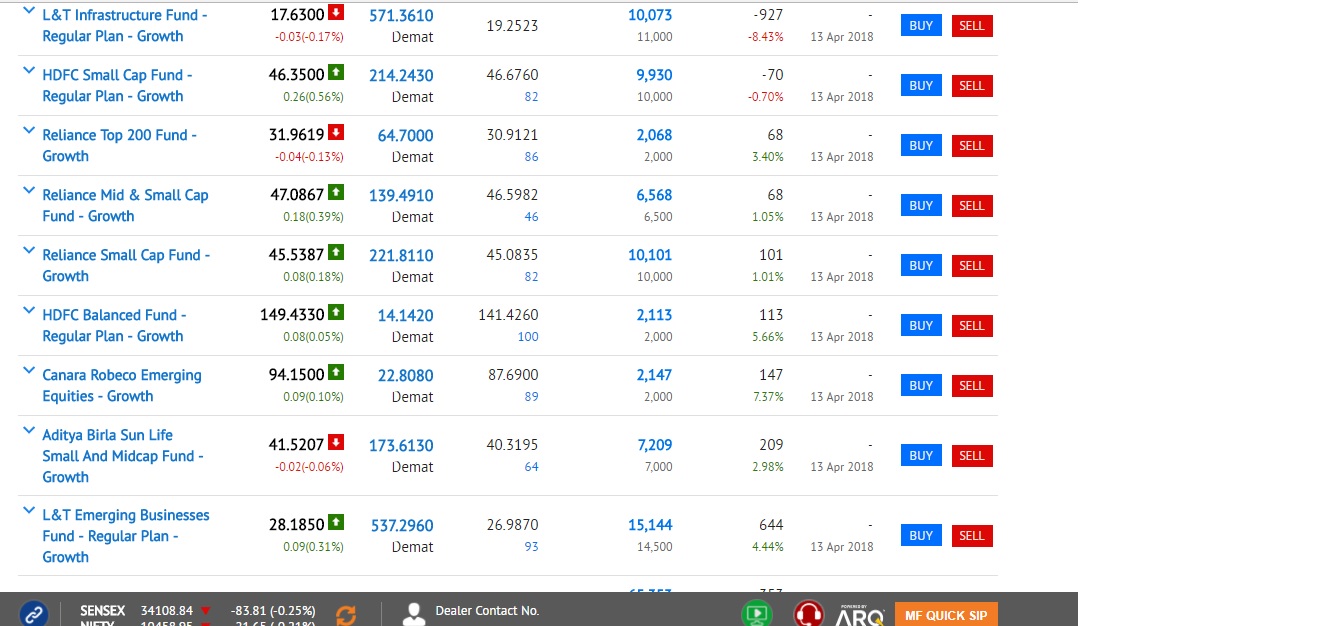 L&T Infrastructure Fund - 17.6300 571.3610 19.2523 10,073 -927 - BUY SELL
Regular Plan - Growth -0.03(-0.17%) Demat 11,000 -8.43% 13 Apr 2018
HDFC Small Cap Fund - 46.3500 214.2430 46.6760 9,930 -70 - BUY SELL
Regular Plan - Growth 0.26(0.56%) Demat 82 10,000 -0.70% 13 Apr 2018
Reliance Top 200 Fund - 31.9619 64.7000 30.9121 2,068 68 - BUY SELL
Growth -0.04(-0.13%) Demat 86 2,000 3.40% 13 Apr 2018
Reliance Mid & Small Cap 47.0867 139.4910 46.5982 6,568 68 - BUY SELL
Fund - Growth 0.18(0.39%) Demat 46 6,500 1.05% 13 Apr 2018
Reliance Small Cap Fund - 45.5387 221.8110 45.0835 10,101 101 - BUY SELL
Growth 0.08(0.18%) Demat 82 10,000 1.01% 13 Apr 2018
HDFC Balanced Fund - 149.4330 14.1420 141.4260 2,113 113 - BUY SELL
Regular Plan - Growth 0.08(0.05%) Demat 100 2,000 5.66% 13 Apr 2018
Canara Robeco Emerging 94.1500 22.8080 87.6900 2,147 147 - BUY SELL
Equities - Growth 0.09(0.10%) Demat 89 2,000 7.37% 13 Apr 2018
Aditya Birla Sun Life
Small And Midcap Fund - 41.5207 173.6130 40.3195 7,209 209 - BUY SELL
Growth -0.02(-0.06%) Demat 64 7,000 2.98% 13 Apr 2018
L&T Emerging Businesses
Fund - Regular Plan - 28.1850 537.2960 26.9870 15,144 644 - BUY SELL
Growth 0.09(0.31%) Demat 93 14,500 4.44% 13 Apr 2018
SENSEX 34108.84 -83.81 (-0.25%) Dealer Contact No. POWERED BY ARQ MF QUICK SIP
NIFTY